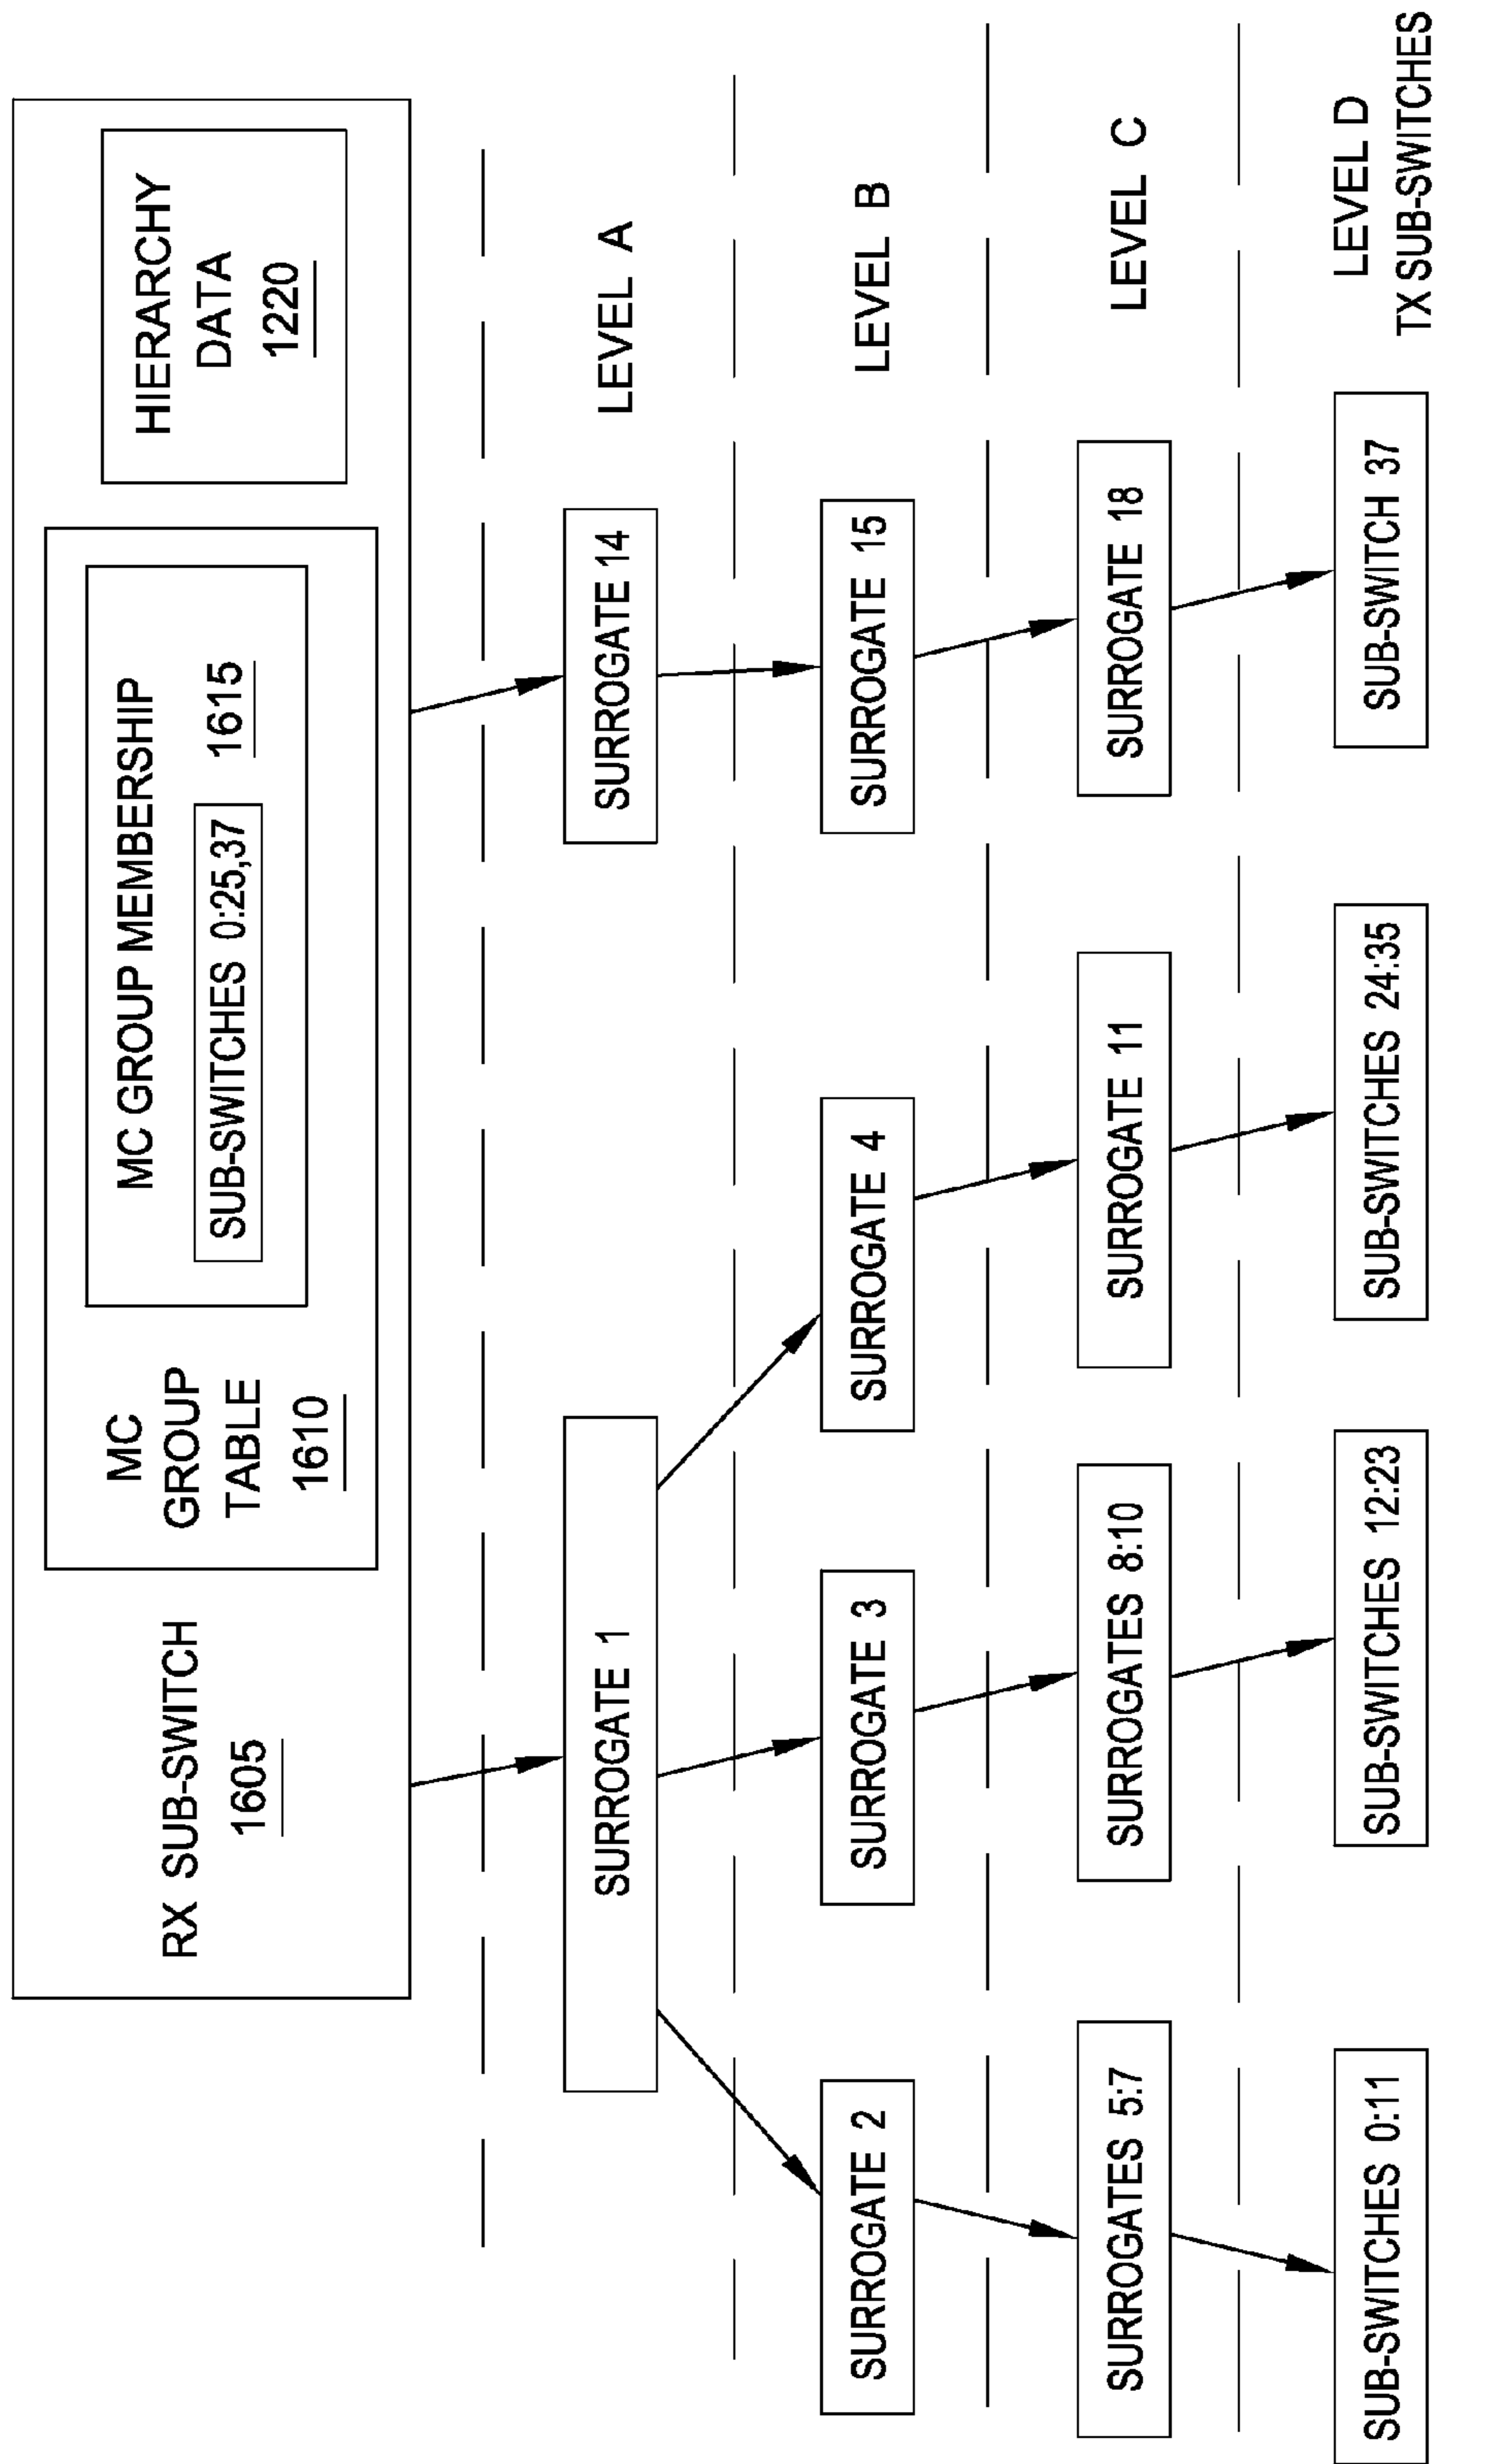 RX SUB-SWITCH
1605
MC
GROUP
TABLE
1610
MC GROUP MEMBERSHIP
SUB-SWITCHES 0:25,37
1615
HIERARCHY
DATA
1220
LEVEL A
SURROGATE 1
SURROGATE 14
LEVEL B
SURROGATE 2
SURROGATE 3
SURROGATE 4
SURROGATE 15
LEVEL C
SURROGATES 5:7
SURROGATES 8:10
SURROGATE 11
SURROGATE 18
LEVEL D
TX SUB-SWITCHES
SUB-SWITCHES 0:11
SUB-SWITCHES 12:23
SUB-SWITCHES 24:35
SUB-SWITCH 37